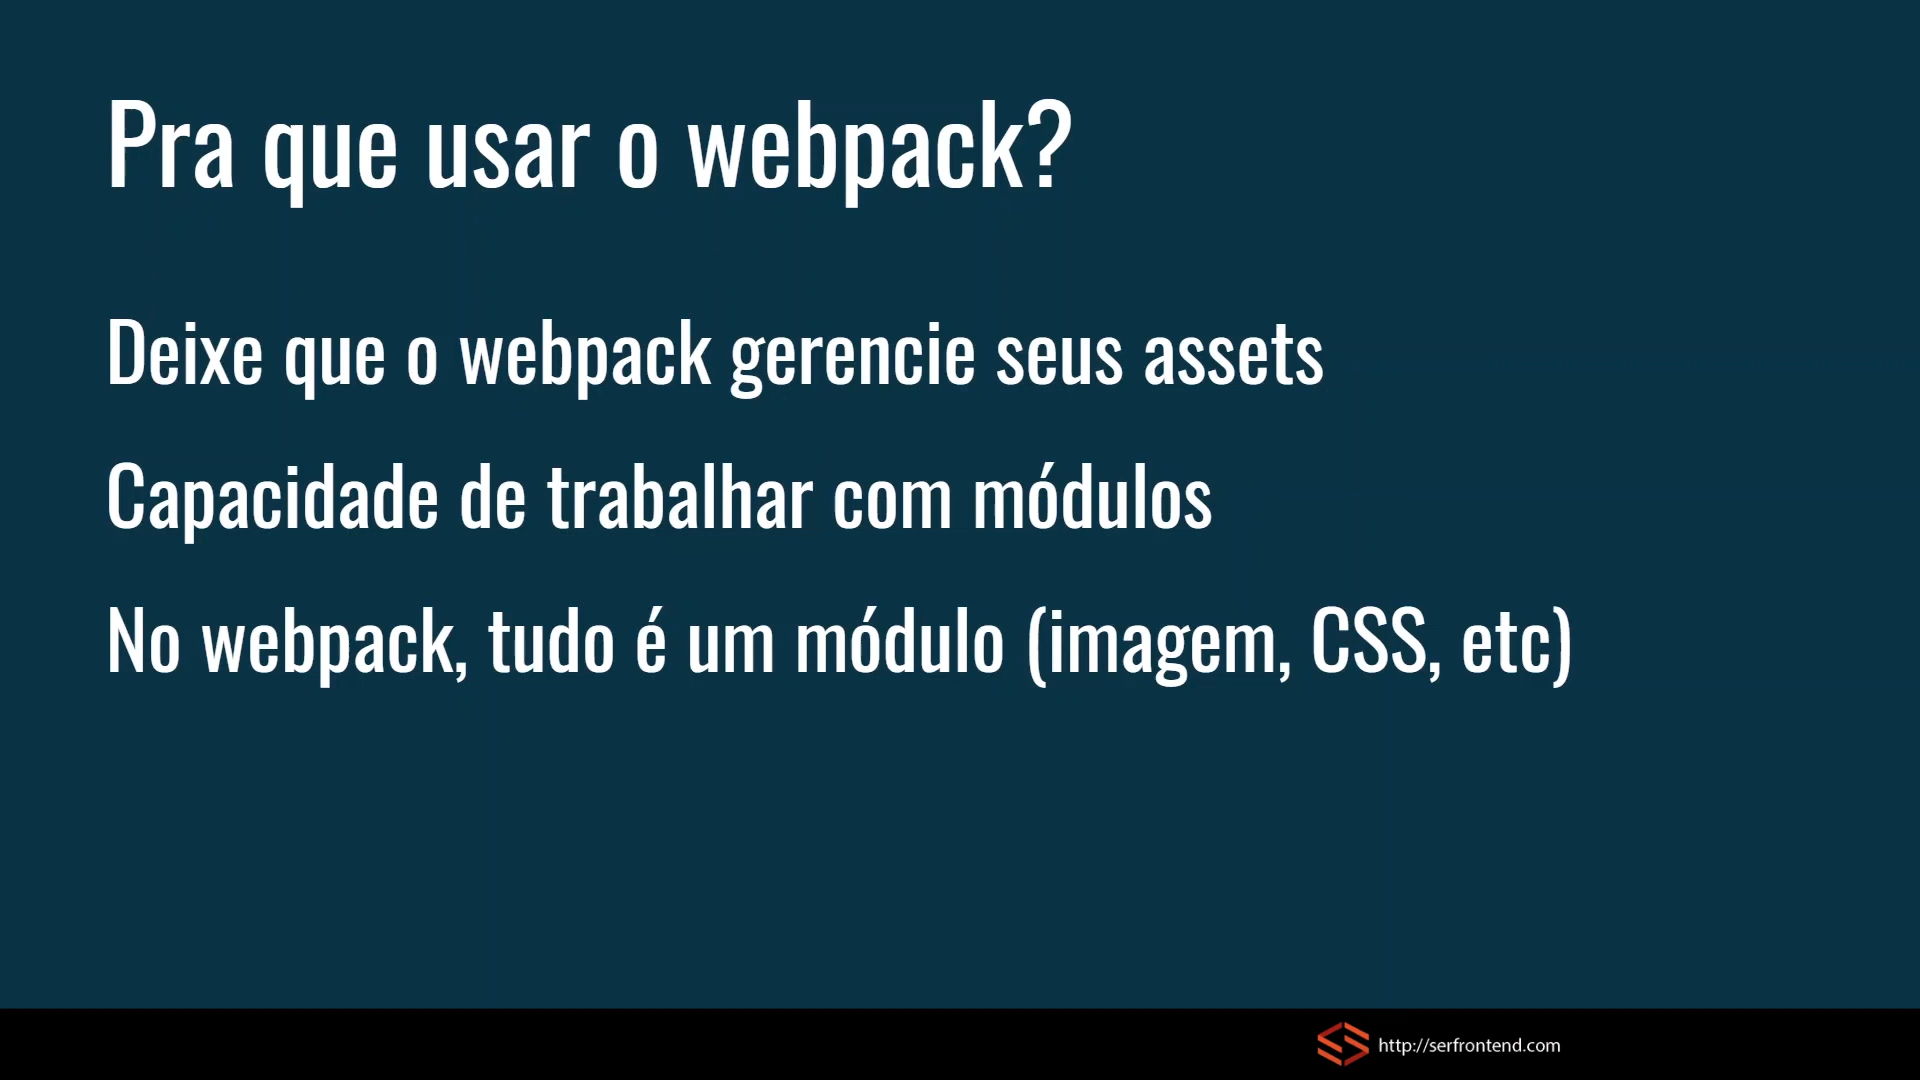 Pra que usar o webpack?
Deixe que o webpack gerencie seus assets
Capacidade de trabalhar com módulos
No webpack, tudo é um módulo (imagem, CSS, etc)
http://serfrontend.com